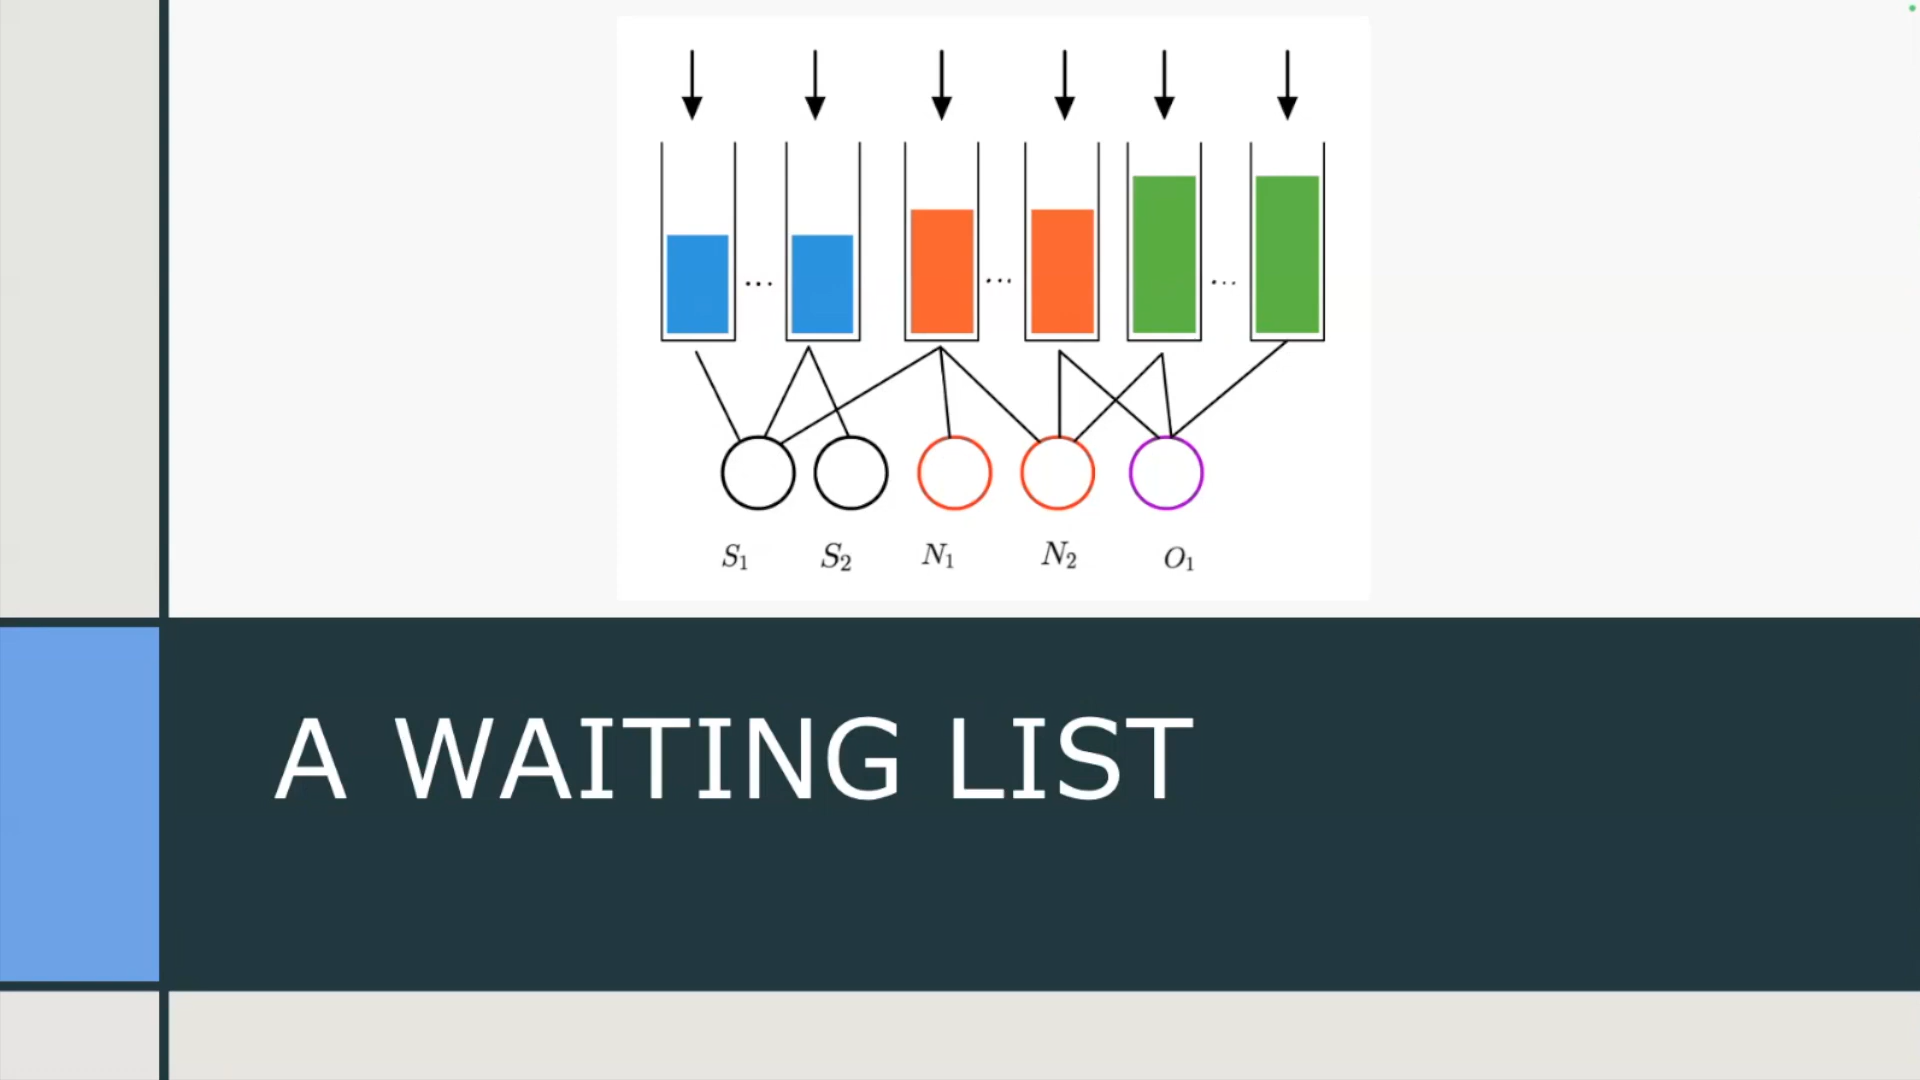 ... ... ...
S₁ S₂ N₁ N₂ O₁
A WAITING LIST